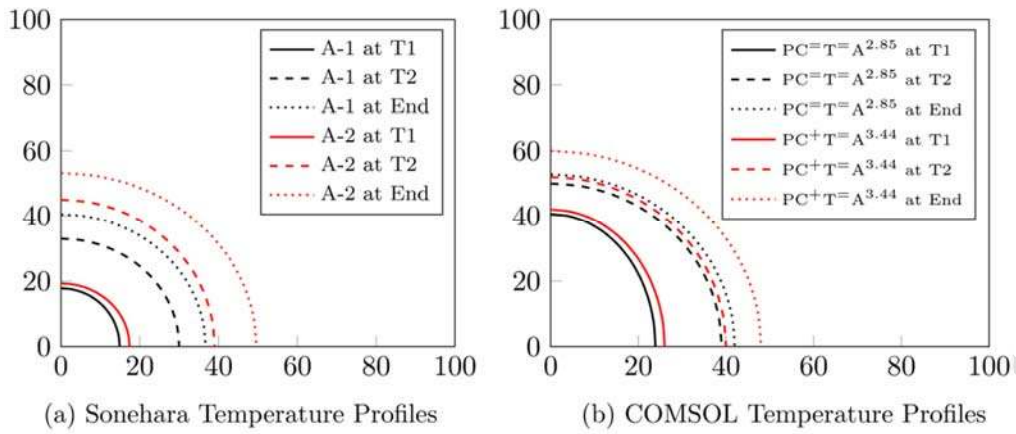 100
80
60
40
20
0
0 20 40 60 80 100
A-1 at T1
A-1 at T2
A-1 at End
A-2 at T1
A-2 at T2
A-2 at End
(a) Sonehara Temperature Profiles
100
80
60
40
20
0
0 20 40 60 80 100
PC⁼T⁼A²·⁸⁵ at T1
PC⁼T⁼A²·⁸⁵ at T2
PC⁼T⁼A²·⁸⁵ at End
PC⁺T⁼A³·⁴⁴ at T1
PC⁺T⁼A³·⁴⁴ at T2
PC⁺T⁼A³·⁴⁴ at End
(b) COMSOL Temperature Profiles